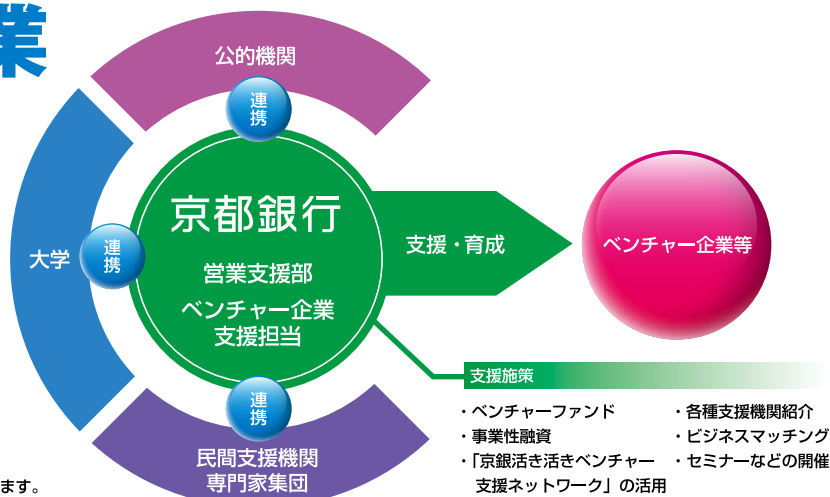 業
公的機関
連携
京都銀行
営業支援部
ベンチャー企業
支援担当
大学
連携
連携
民間支援機関
専門家集団
支援・育成
ベンチャー企業等
支援施策
・ベンチャーファンド
・事業性融資
・「京銀活き活きベンチャー
支援ネットワーク」の活用
・各種支援機関紹介
・ビジネスマッチング
・セミナーなどの開催
ます。